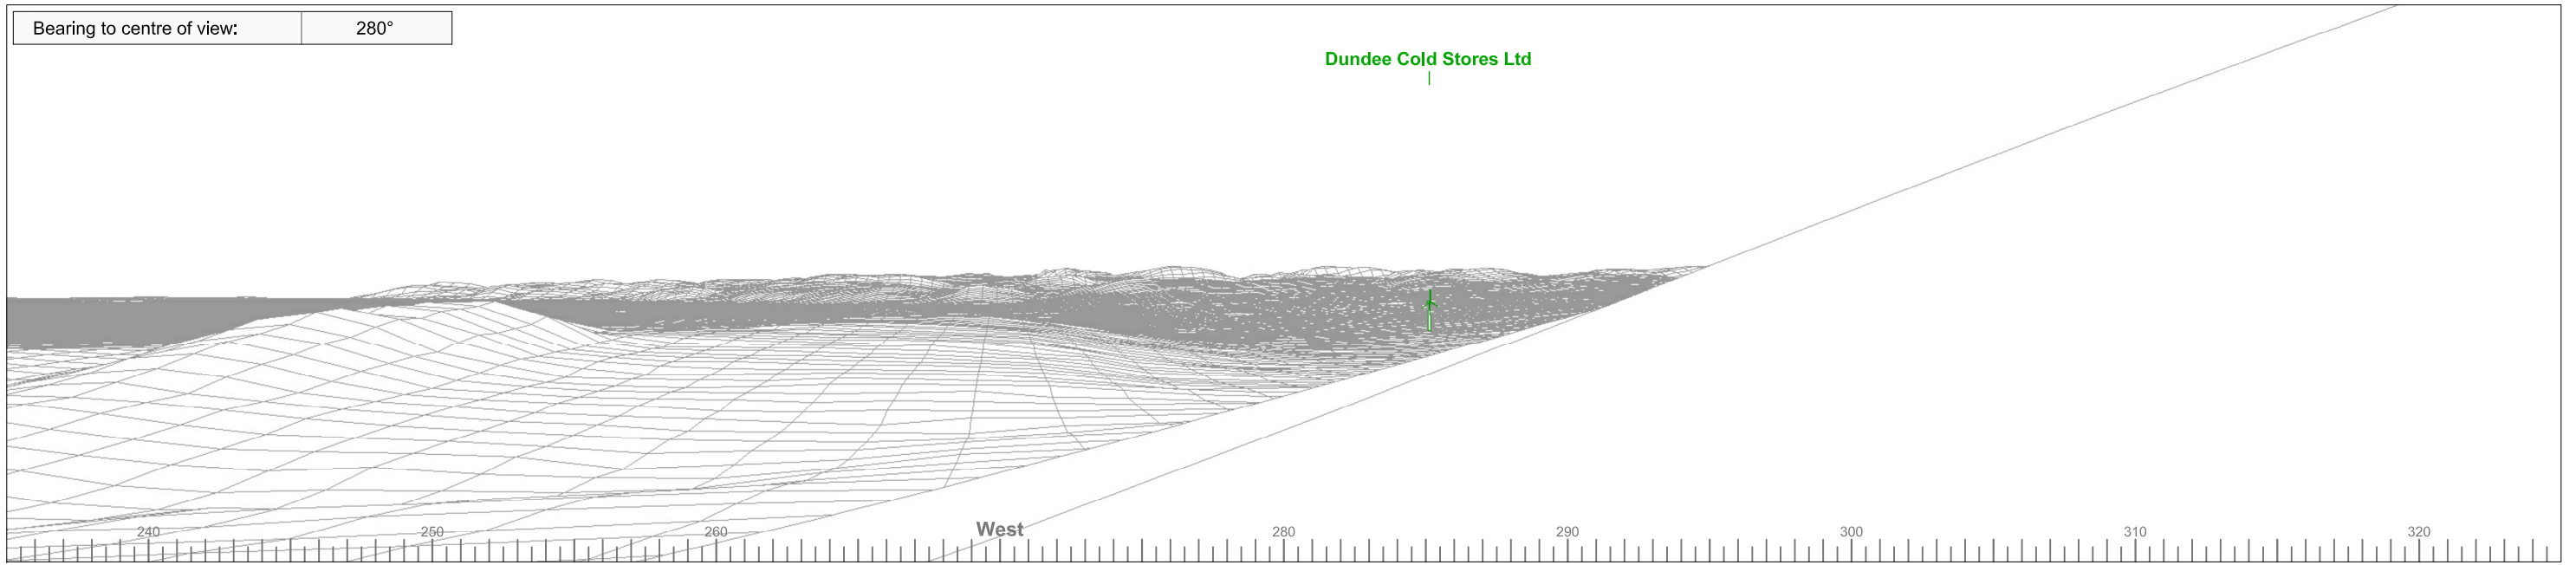 Bearing to centre of view: 280°
Dundee Cold Stores Ltd
240 250 260 West 280 290 300 310 320